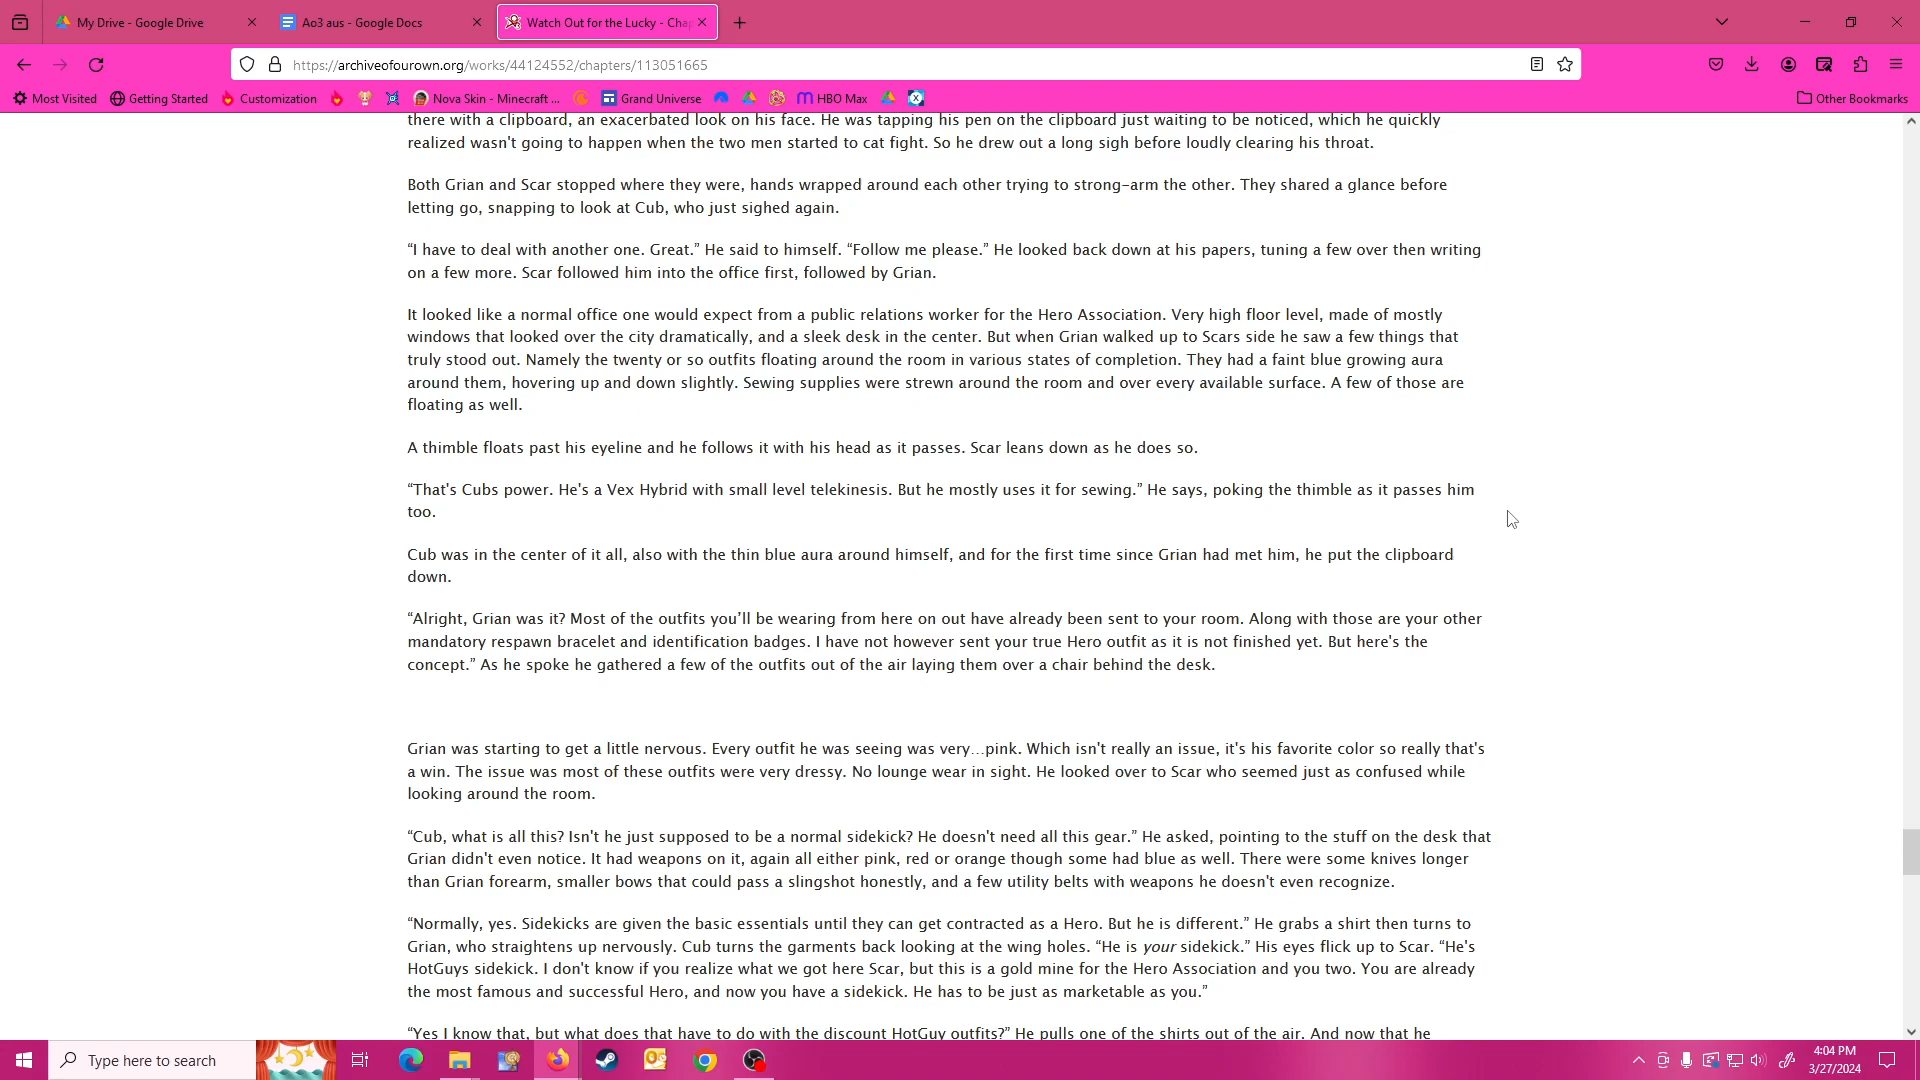 My Drive - Google Drive
Ao3 aus - Google Docs
Watch Out for the Lucky - Cha
https://archiveofourown.org/works/44124552/chapters/113051665
Most Visited
Getting Started
Customization
Nova Skin - Minecraft ...
Grand Universe
HBO Max
Other Bookmarks
there with a clipboard, an exacerbated look on his face. He was tapping his pen on the clipboard just waiting to be noticed, which he quickly
realized wasn't going to happen when the two men started to cat fight. So he drew out a long sigh before loudly clearing his throat.
Both Grian and Scar stopped where they were, hands wrapped around each other trying to strong-arm the other. They shared a glance before
letting go, snapping to look at Cub, who just sighed again.
“I have to deal with another one. Great.” He said to himself. “Follow me please.” He looked back down at his papers, tuning a few over then writing
on a few more. Scar followed him into the office first, followed by Grian.
It looked like a normal office one would expect from a public relations worker for the Hero Association. Very high floor level, made of mostly
windows that looked over the city dramatically, and a sleek desk in the center. But when Grian walked up to Scars side he saw a few things that
truly stood out. Namely the twenty or so outfits floating around the room in various states of completion. They had a faint blue growing aura
around them, hovering up and down slightly. Sewing supplies were strewn around the room and over every available surface. A few of those are
floating as well.
A thimble floats past his eyeline and he follows it with his head as it passes. Scar leans down as he does so.
“That's Cubs power. He's a Vex Hybrid with small level telekinesis. But he mostly uses it for sewing.” He says, poking the thimble as it passes him
too.
Cub was in the center of it all, also with the thin blue aura around himself, and for the first time since Grian had met him, he put the clipboard
down.
“Alright, Grian was it? Most of the outfits you’ll be wearing from here on out have already been sent to your room. Along with those are your other
mandatory respawn bracelet and identification badges. I have not however sent your true Hero outfit as it is not finished yet. But here's the
concept.” As he spoke he gathered a few of the outfits out of the air laying them over a chair behind the desk.
Grian was starting to get a little nervous. Every outfit he was seeing was very…pink. Which isn't really an issue, it's his favorite color so really that's
a win. The issue was most of these outfits were very dressy. No lounge wear in sight. He looked over to Scar who seemed just as confused while
looking around the room.
“Cub, what is all this? Isn't he just supposed to be a normal sidekick? He doesn't need all this gear.” He asked, pointing to the stuff on the desk that
Grian didn't even notice. It had weapons on it, again all either pink, red or orange though some had blue as well. There were some knives longer
than Grian forearm, smaller bows that could pass a slingshot honestly, and a few utility belts with weapons he doesn't even recognize.
“Normally, yes. Sidekicks are given the basic essentials until they can get contracted as a Hero. But he is different.” He grabs a shirt then turns to
Grian, who straightens up nervously. Cub turns the garments back looking at the wing holes. “He is your sidekick.” His eyes flick up to Scar. “He's
HotGuys sidekick. I don't know if you realize what we got here Scar, but this is a gold mine for the Hero Association and you two. You are already
the most famous and successful Hero, and now you have a sidekick. He has to be just as marketable as you.”
“Yes I know that, but what does that have to do with the discount HotGuy outfits?” He pulls one of the shirts out of the air. And now that he
Type here to search
4:04 PM
3/27/2024